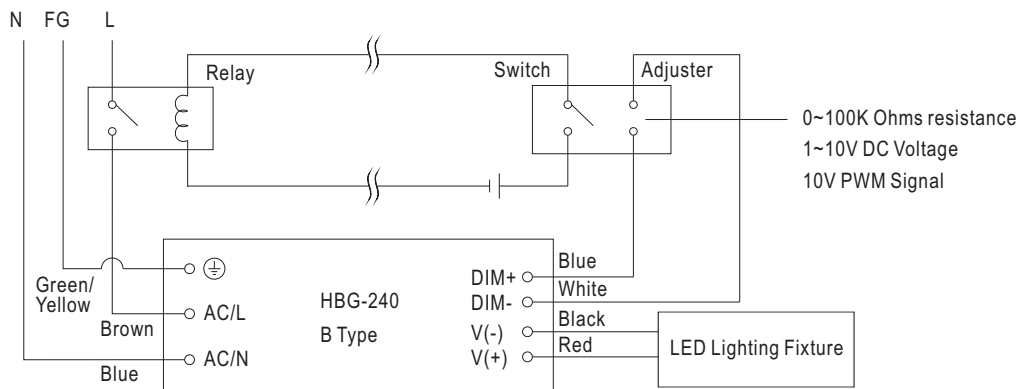 N FG L
Relay
Switch
Adjuster
0~100K Ohms resistance
1~10V DC Voltage
10V PWM Signal
Green/
Yellow
Brown
Blue
AC/L
AC/N
HBG-240
B Type
DIM+
DIM-
V(-)
V(+)
Blue
White
Black
Red
LED Lighting Fixture